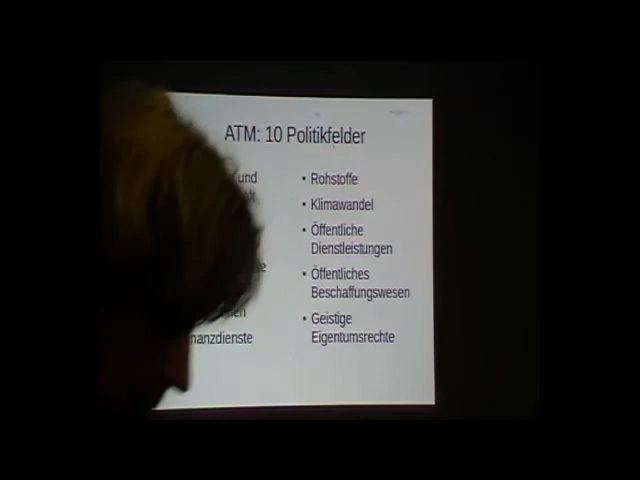 ATM: 10 Politikfelder
und
nanzdienste
• Rohstoffe
• Klimawandel
• Öffentliche
Dienstleistungen
• Öffentliches
Beschaffungswesen
• Geistige
Eigentumsrechte